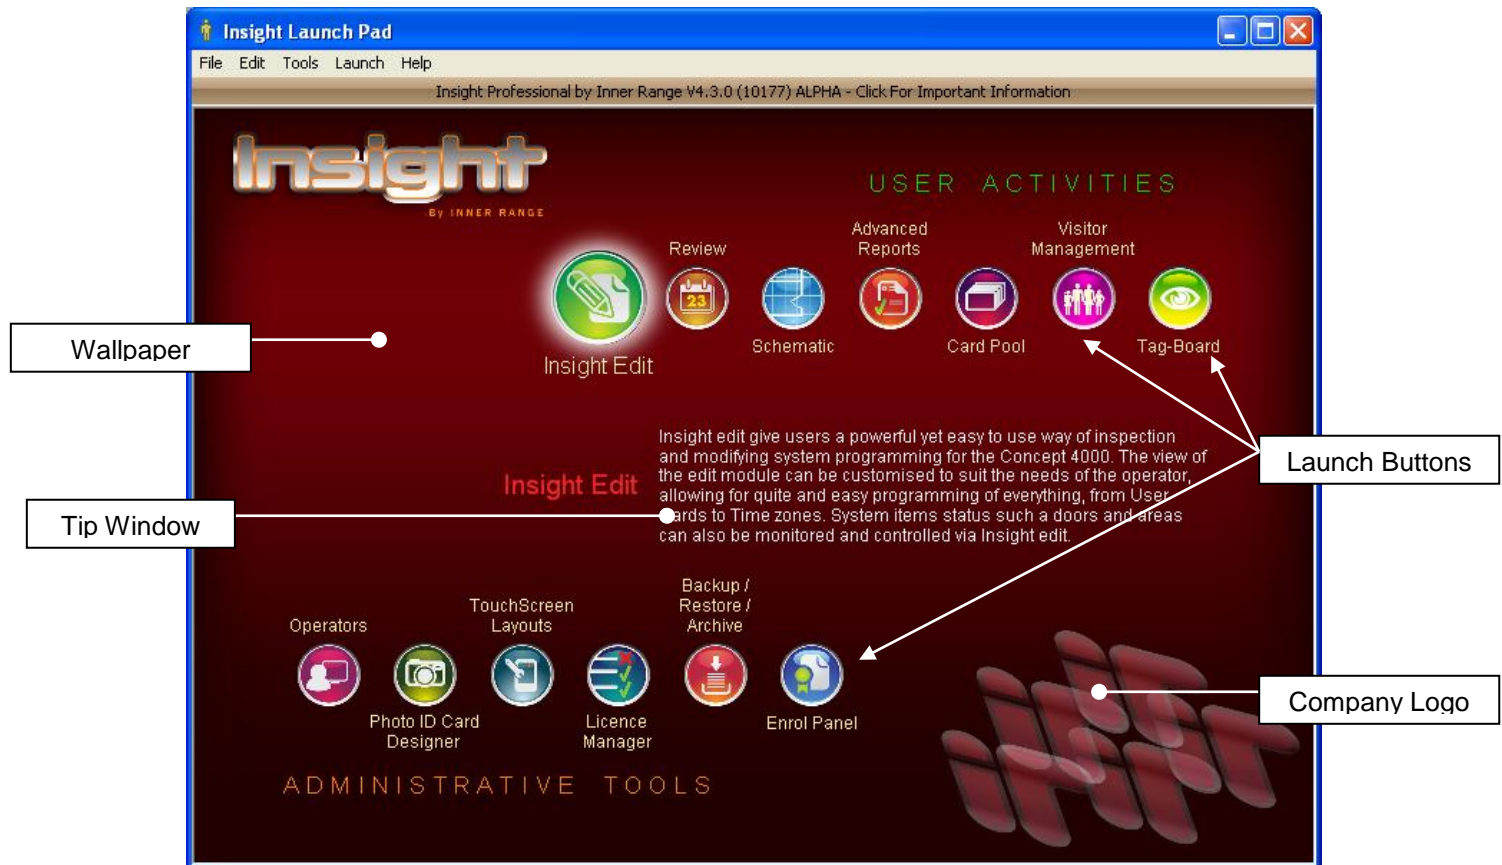 Insight Launch Pad
File Edit Tools Launch Help
Insight Professional by Inner Range V4.3.0 (10177) ALPHA - Click For Important Information
Insight
By INNER RANGE
USER ACTIVITIES
Review
Advanced
Reports
Visitor
Management
23
Insight Edit
Schematic
Card Pool
Tag-Board
Wallpaper
Launch Buttons
Insight Edit
Insight edit give users a powerful yet easy to use way of inspection
and modifying system programming for the Concept 4000. The view of
the edit module can be customised to suit the needs of the operator,
allowing for quite and easy programming of everything, from User
ards to Time zones. System items status such a doors and areas
can also be monitored and controlled via Insight edit.
Tip Window
Operators
TouchScreen
Layouts
Backup /
Restore /
Archive
Photo ID Card
Designer
Licence
Manager
Enrol Panel
Company Logo
ADMINISTRATIVE TOOLS